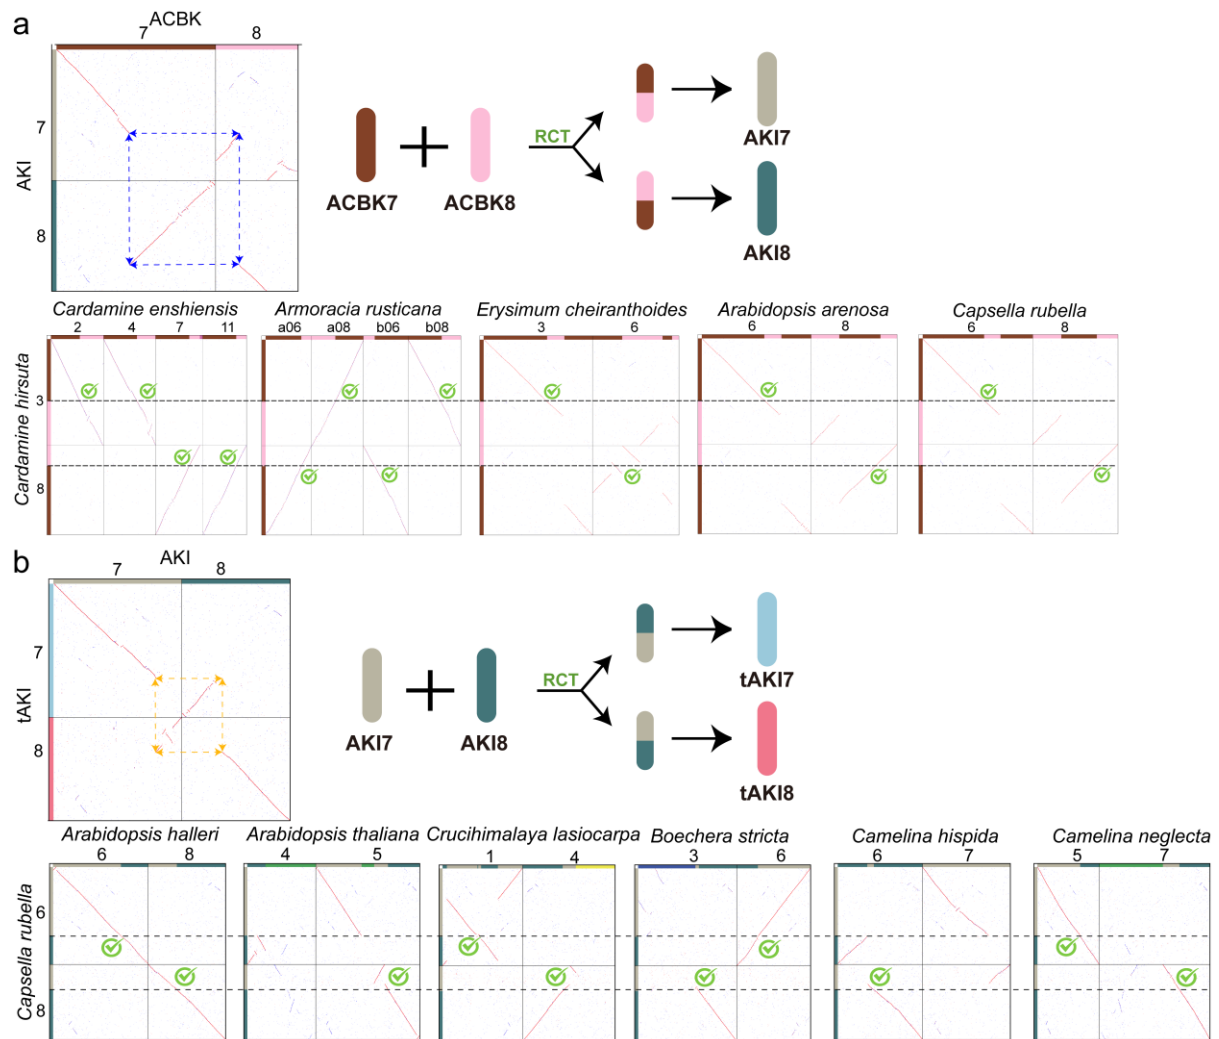 a
ACBK
7 8
AKI
7
8
ACBK7
ACBK8
RCT
AKI7
AKI8
Cardamine enshiensis
2 4 7 11
Armoracia rusticana
a06 a08 b06 b08
Erysimum cheiranthoides
3 6
Arabidopsis arenosa
6 8
Capsella rubella
6 8
Cardamine hirsuta
3
8
b
AKI
7 8
tAKI
7
8
AKI7
AKI8
RCT
tAKI7
tAKI8
Arabidopsis halleri
6 8
Arabidopsis thaliana
4 5
Crucihimalaya lasiocarpa
1 4
Boechera stricta
3 6
Camelina hispida
6 7
Camelina neglecta
5 7
Capsella rubella
6
8